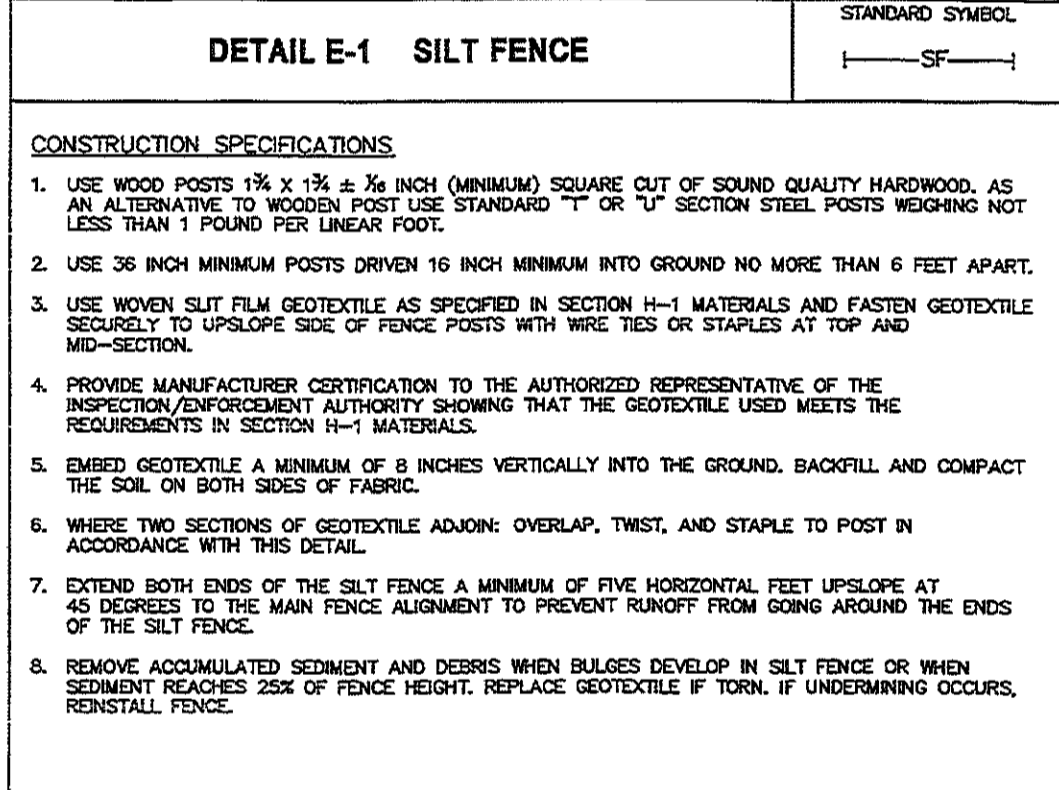 STANDARD SYMBOL
DETAIL E-1 SILT FENCE
SF
CONSTRUCTION SPECIFICATIONS
1. USE WOOD POSTS 1¾ X 1¾ ± 1/16 INCH (MINIMUM) SQUARE CUT OF SOUND QUALITY HARDWOOD. AS
AN ALTERNATIVE TO WOODEN POST USE STANDARD "T" OR "U" SECTION STEEL POSTS WEIGHING NOT
LESS THAN 1 POUND PER LINEAR FOOT.
2. USE 36 INCH MINIMUM POSTS DRIVEN 16 INCH MINIMUM INTO GROUND NO MORE THAN 6 FEET APART.
3. USE WOVEN SLIT FILM GEOTEXTILE AS SPECIFIED IN SECTION H-1 MATERIALS AND FASTEN GEOTEXTILE
SECURELY TO UPSLOPE SIDE OF FENCE POSTS WITH WIRE TIES OR STAPLES AT TOP AND
MID-SECTION.
4. PROVIDE MANUFACTURER CERTIFICATION TO THE AUTHORIZED REPRESENTATIVE OF THE
INSPECTION/ENFORCEMENT AUTHORITY SHOWING THAT THE GEOTEXTILE USED MEETS THE
REQUIREMENTS IN SECTION H-1 MATERIALS.
5. EMBED GEOTEXTILE A MINIMUM OF 8 INCHES VERTICALLY INTO THE GROUND. BACKFILL AND COMPACT
THE SOIL ON BOTH SIDES OF FABRIC.
6. WHERE TWO SECTIONS OF GEOTEXTILE ADJOIN: OVERLAP, TWIST, AND STAPLE TO POST IN
ACCORDANCE WITH THIS DETAIL.
7. EXTEND BOTH ENDS OF THE SILT FENCE A MINIMUM OF FIVE HORIZONTAL FEET UPSLOPE AT
45 DEGREES TO THE MAIN FENCE ALIGNMENT TO PREVENT RUNOFF FROM GOING AROUND THE ENDS
OF THE SILT FENCE.
8. REMOVE ACCUMULATED SEDIMENT AND DEBRIS WHEN BULGES DEVELOP IN SILT FENCE OR WHEN
SEDIMENT REACHES 25% OF FENCE HEIGHT. REPLACE GEOTEXTILE IF TORN. IF UNDERMINING OCCURS,
REINSTALL FENCE.